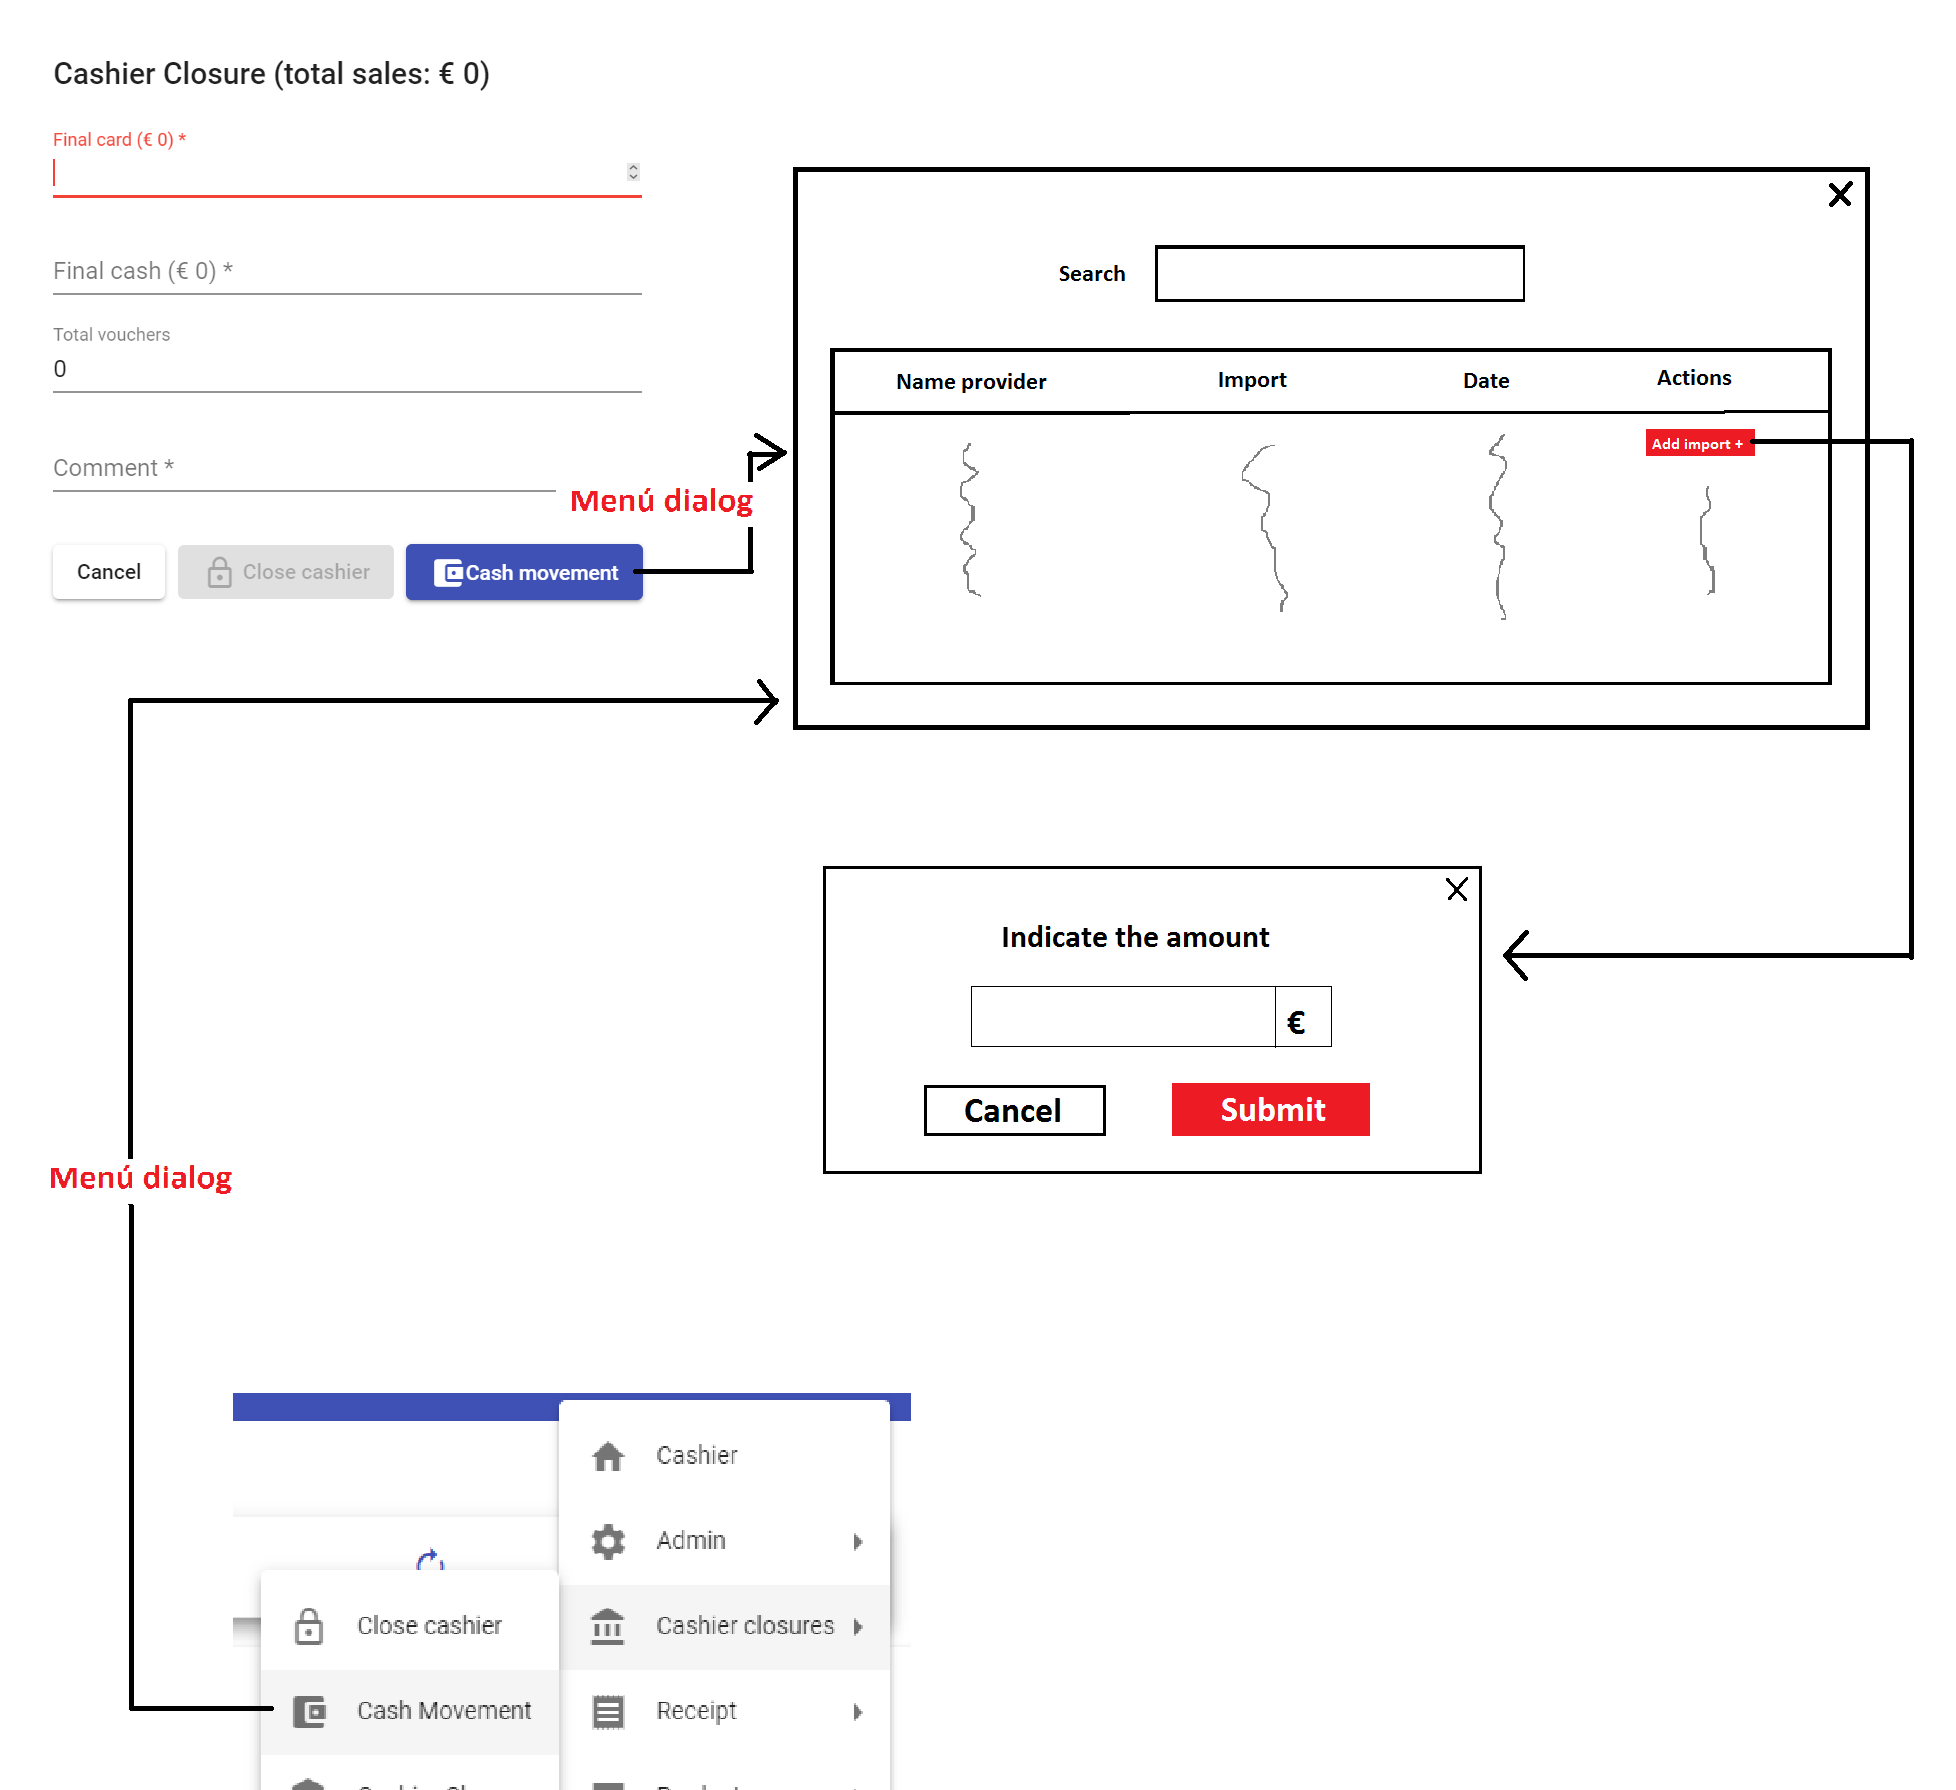 Cashier Closure (total sales: € 0)
Final card (€ 0) *
Final cash (€ 0) *
Total vouchers
0
Comment *
Menú dialog
Cancel
Close cashier
Cash movement
Search
Name provider
Import
Date
Actions
Add import +
Indicate the amount
€
Cancel
Submit
Menú dialog
Cashier
Admin
Cashier closures
Receipt
Close cashier
Cash Movement